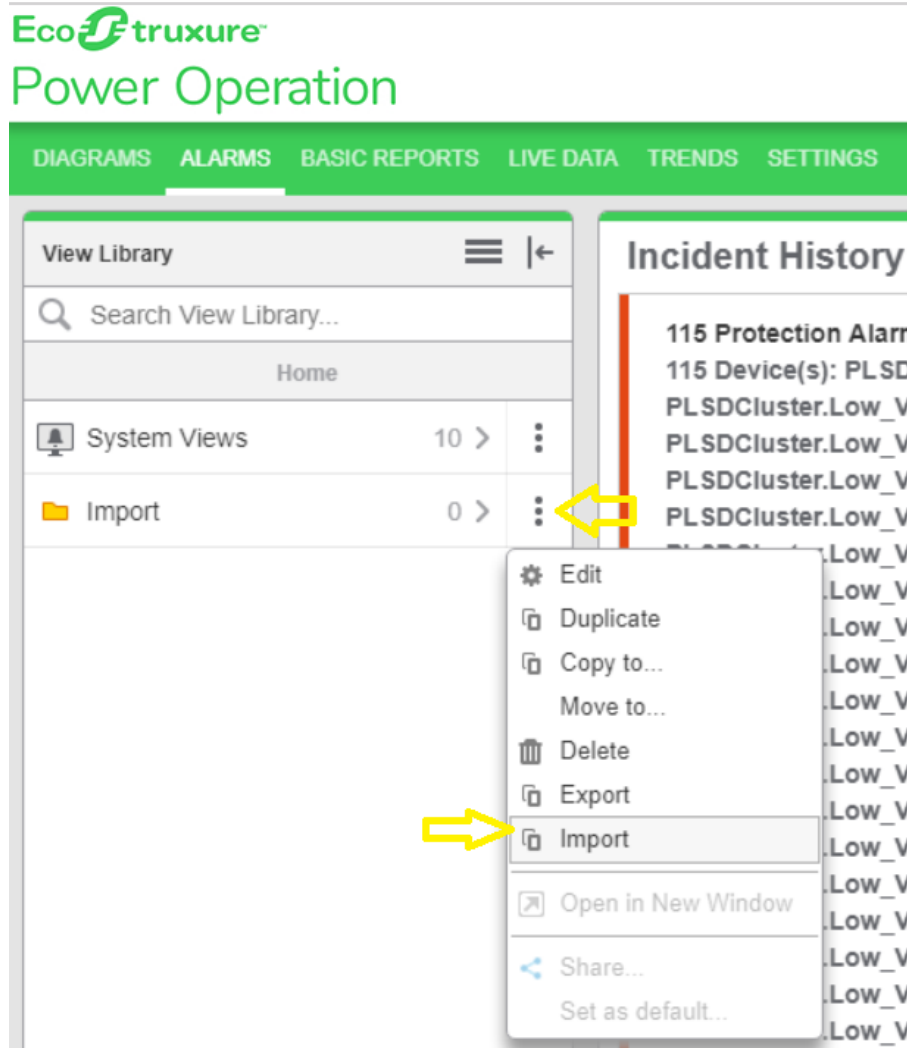 EcoStruxure™
Power Operation
DIAGRAMS ALARMS BASIC REPORTS LIVE DATA TRENDS SETTINGS
View Library
Search View Library...
Home
System Views 10
Import 0
Edit
Duplicate
Copy to...
Move to...
Delete
Export
Import
Open in New Window
Share...
Set as default...
Incident History
115 Protection
115 Device(s):
PLSDCluster.Low_V
PLSDCluster.Low_V
PLSDCluster.Low_V
PLSDCluster.Low_V
.Low_V
.Low_V
.Low_V
.Low_V
.Low_V
.Low_V
.Low_V
.Low_V
.Low_V
.Low_V
.Low_V
.Low_V
.Low_V
.Low_V